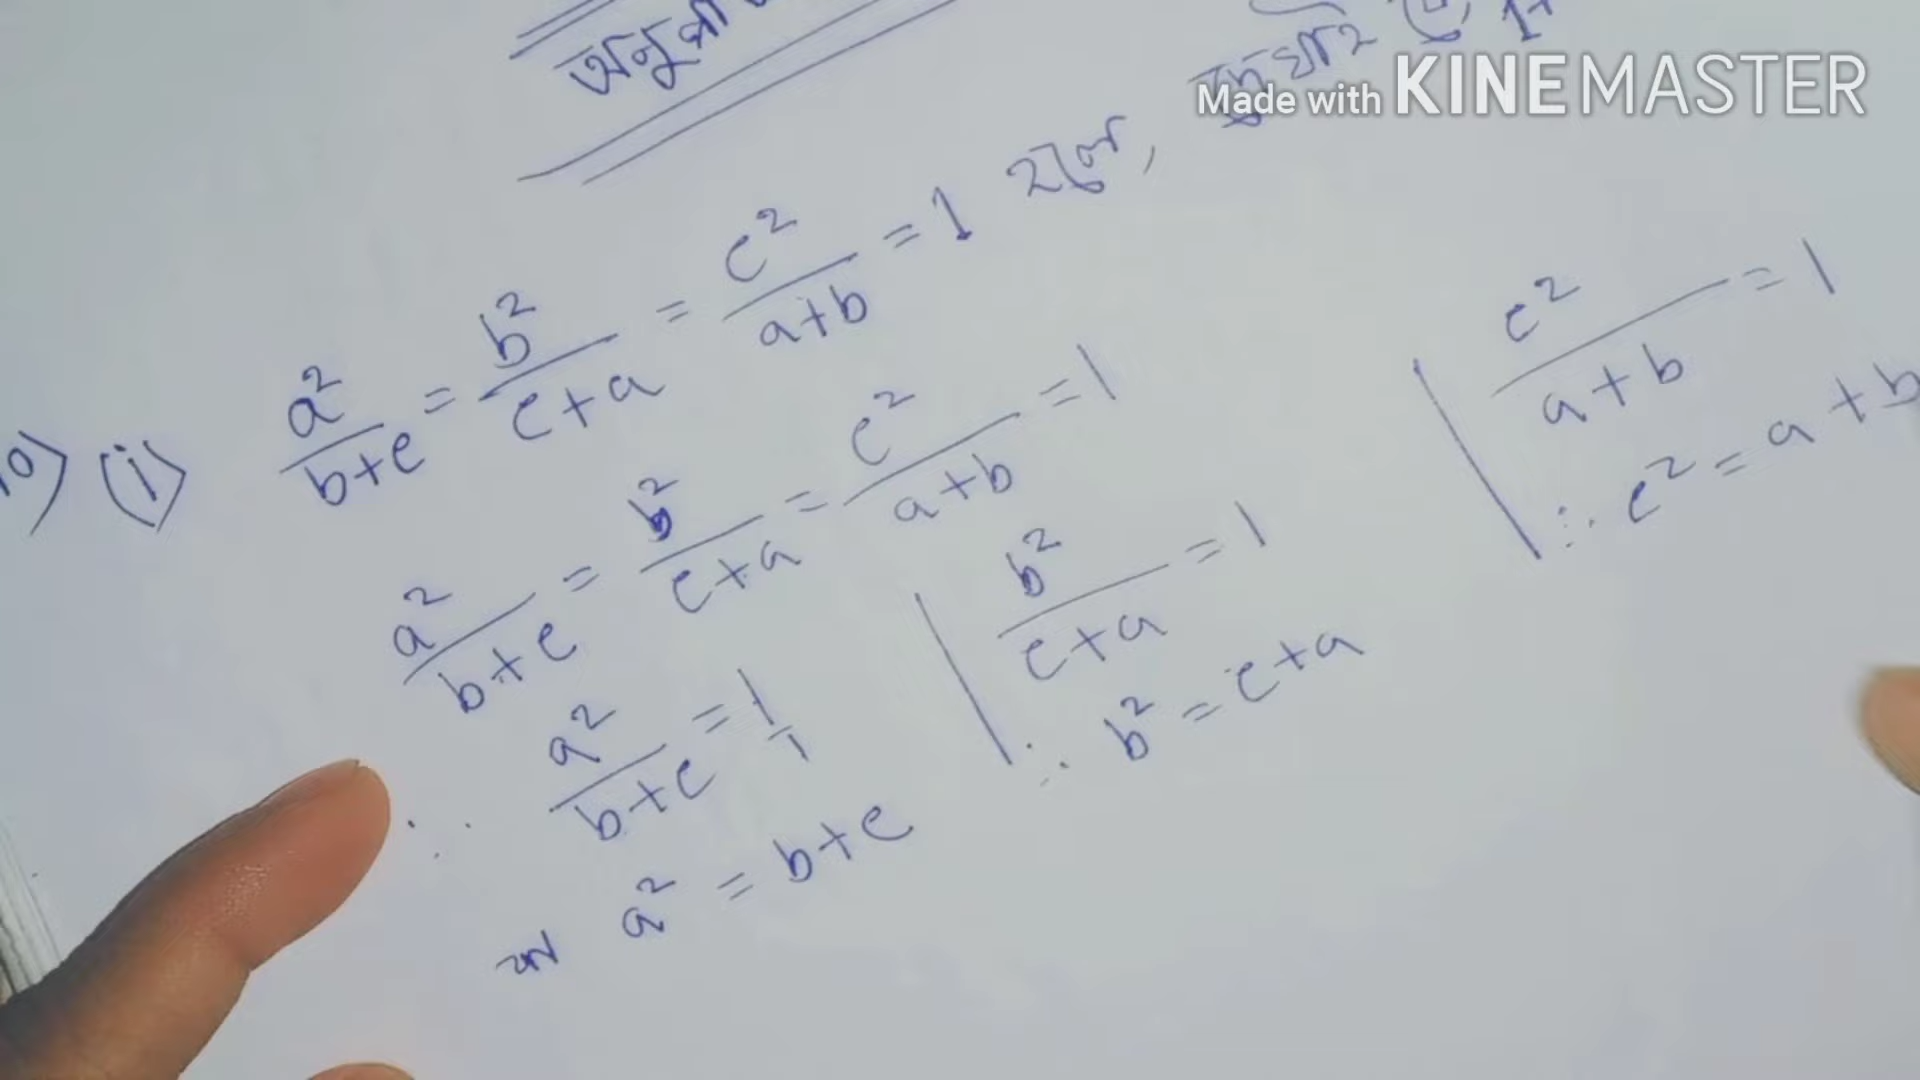 Made with KINEMASTER
10) (i) a²/b+c = b²/c+a = c²/a+b = 1 হলে,
a²/b+c = b²/c+a = c²/a+b = 1
∴ a²/b+c = 1/1
বা a² = b+c
b²/c+a = 1
∴ b² = c+a
c²/a+b = 1
∴ c² = a+b